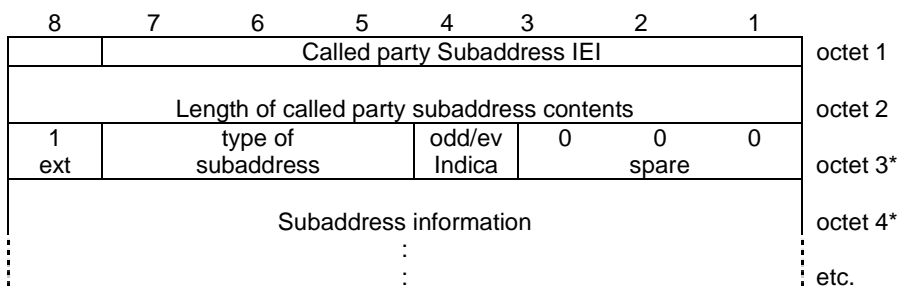 8 7 6 5 4 3 2 1
Called party Subaddress IEI octet 1
Length of called party subaddress contents octet 2
1 type of odd/ev 0 0 0
ext subaddress Indica spare octet 3*
Subaddress information octet 4*
:
: etc.